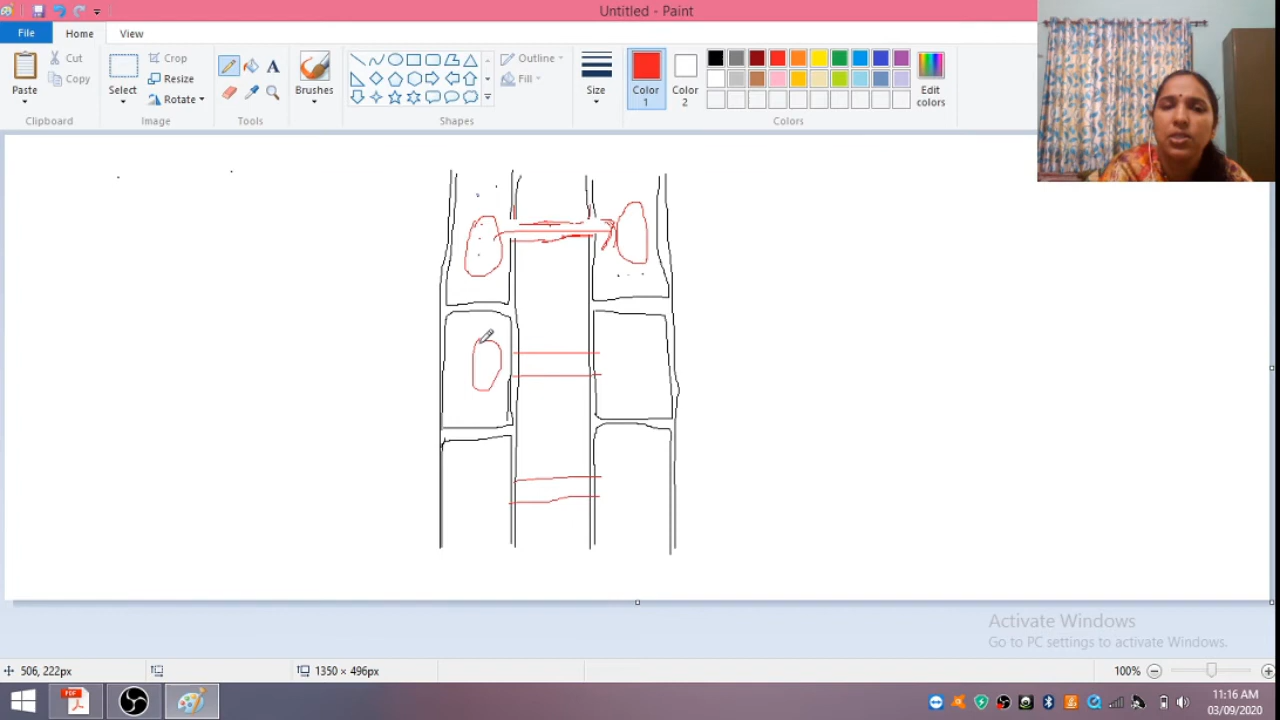 Untitled - Paint
File
Home
View
Paste
Cut
Copy
Clipboard
Select
Crop
Resize
Rotate
Image
A
Tools
Brushes
Outline
Fill
Shapes
Size
Color
1
Color
2
Edit
colors
Colors
Activate Windows
Go to PC settings to activate Windows.
506, 222px
1350 × 496px
100%
PDF
11:16 AM
03/09/2020